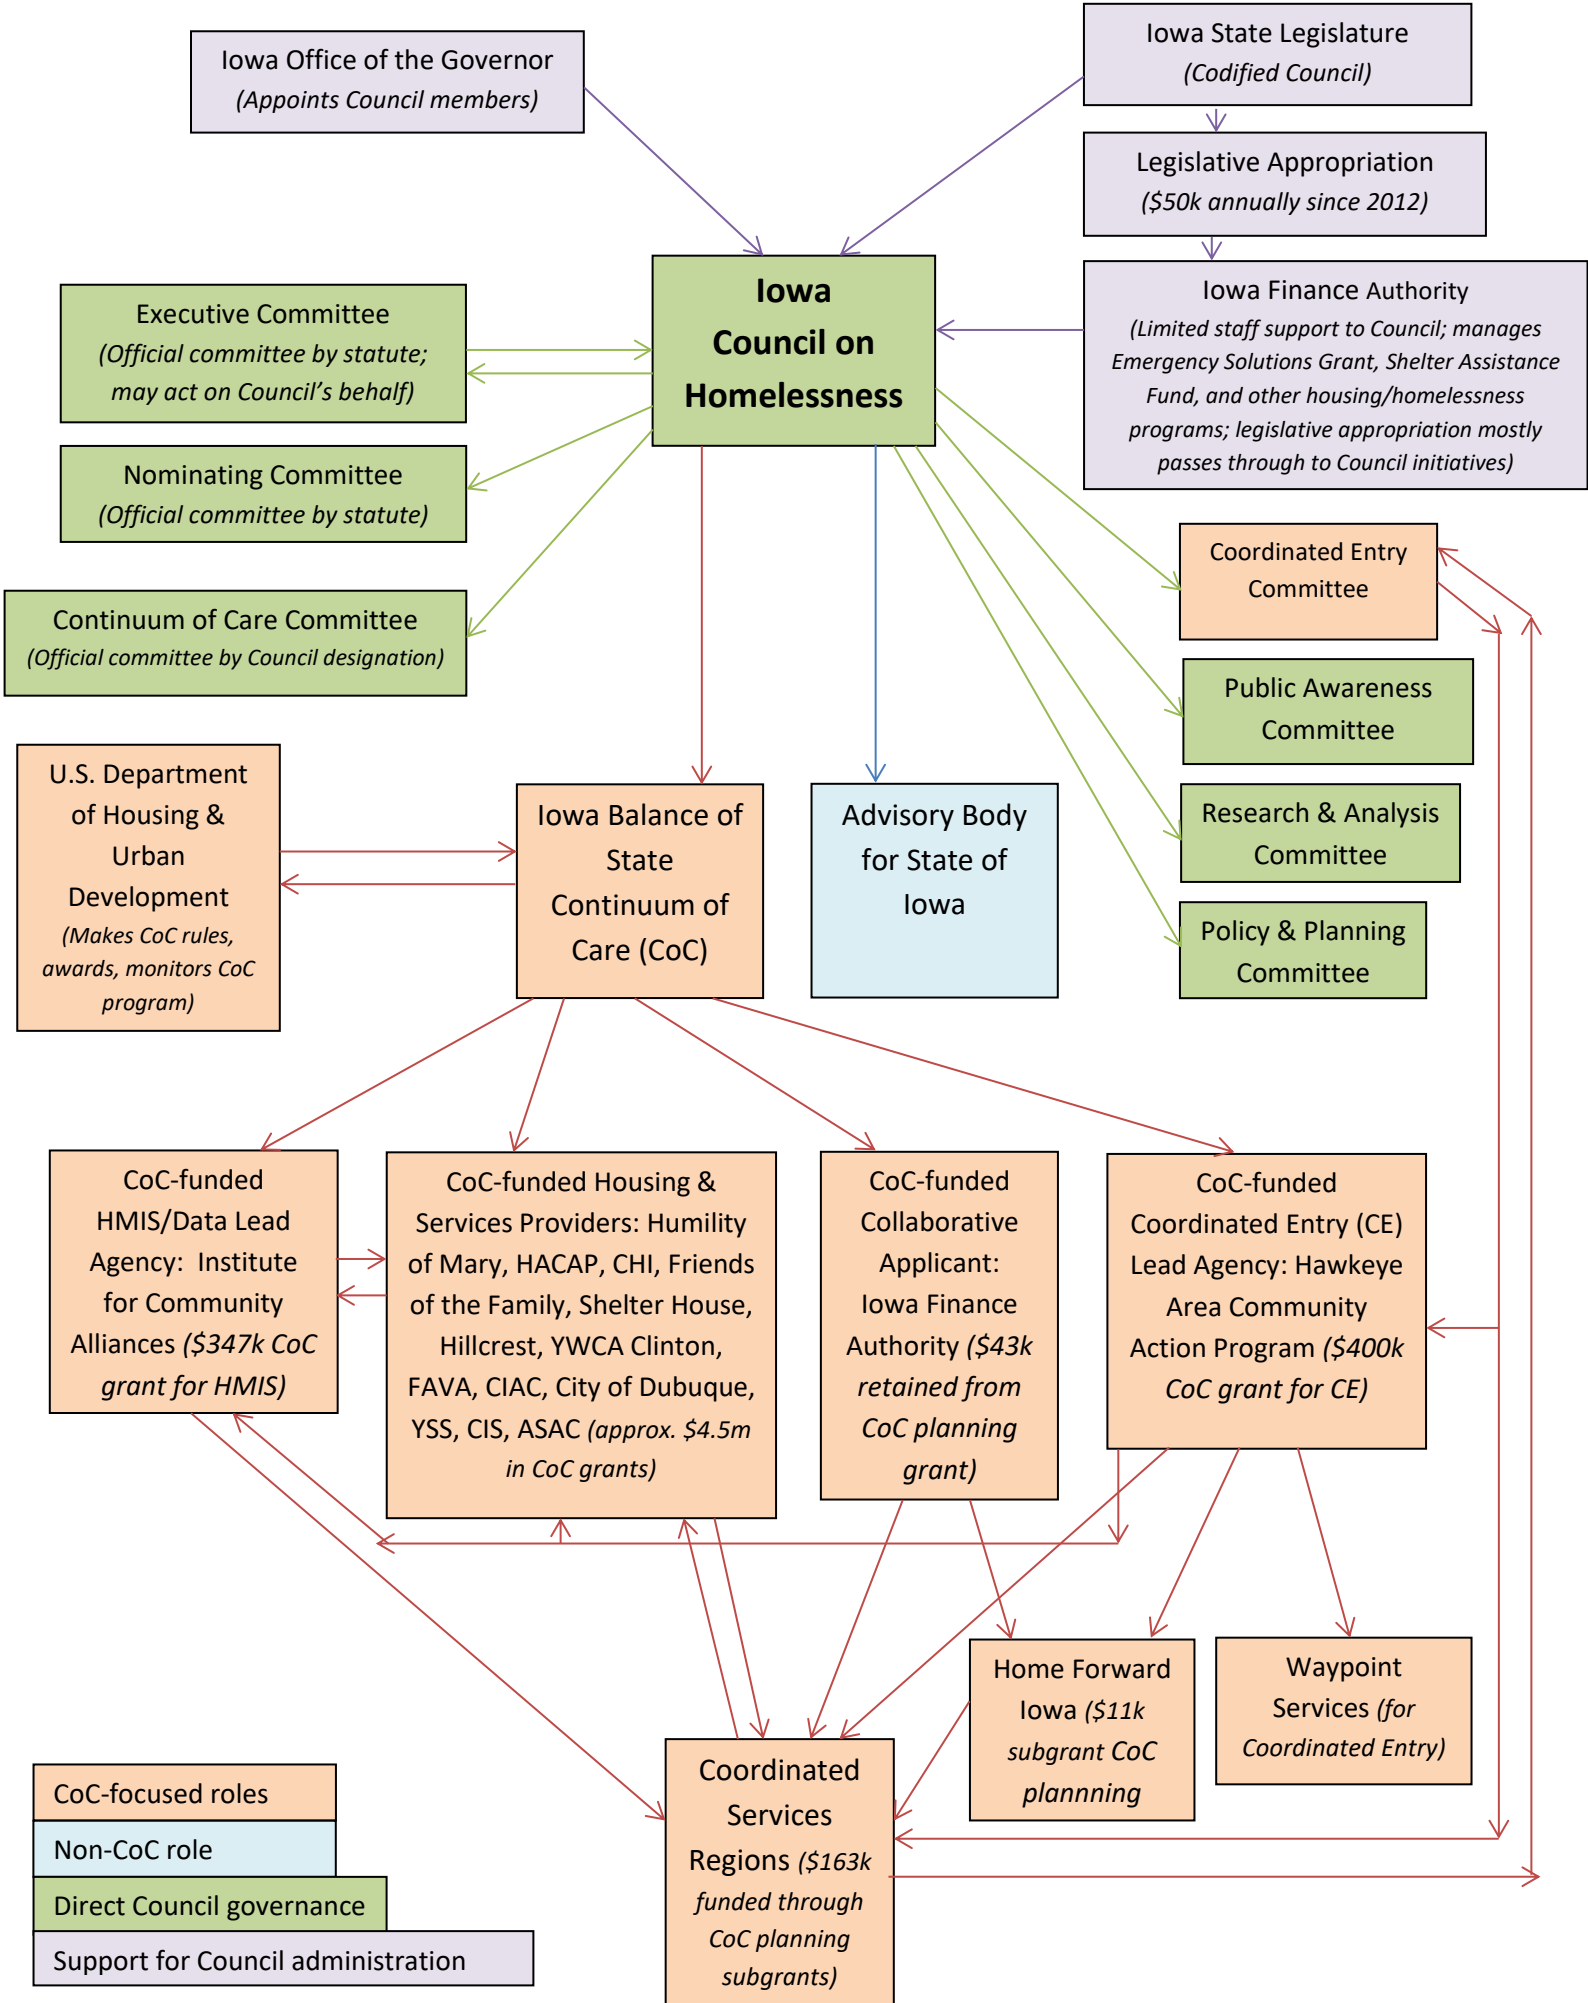 Iowa Office of the Governor
(Appoints Council members)
Iowa State Legislature
(Codified Council)
Legislative Appropriation
($50k annually since 2012)
Iowa
Council on
Homelessness
Iowa Finance Authority
(Limited staff support to Council; manages
Emergency Solutions Grant, Shelter Assistance
Fund, and other housing/homelessness
programs; legislative appropriation mostly
passes through to Council initiatives)
Executive Committee
(Official committee by statute;
may act on Council’s behalf)
Nominating Committee
(Official committee by statute)
Continuum of Care Committee
(Official committee by Council designation)
Coordinated Entry
Committee
Public Awareness
Committee
Research & Analysis
Committee
Policy & Planning
Committee
U.S. Department
of Housing &
Urban
Development
(Makes CoC rules,
awards, monitors CoC
program)
Iowa Balance of
State
Continuum of
Care (CoC)
Advisory Body
for State of
Iowa
CoC-funded
HMIS/Data Lead
Agency:  Institute
for Community
Alliances ($347k CoC
grant for HMIS)
CoC-funded Housing &
Services Providers: Humility
of Mary, HACAP, CHI, Friends
of the Family, Shelter House,
Hillcrest, YWCA Clinton,
FAVA, CIAC, City of Dubuque,
YSS, CIS, ASAC (approx. $4.5m
in CoC grants)
CoC-funded
Collaborative
Applicant:
Iowa Finance
Authority ($43k
retained from
CoC planning
grant)
CoC-funded
Coordinated Entry (CE)
Lead Agency: Hawkeye
Area Community
Action Program ($400k
CoC grant for CE)
Home Forward
Iowa ($11k
subgrant CoC
plannning
Waypoint
Services (for
Coordinated Entry)
Coordinated
Services
Regions ($163k
funded through
CoC planning
subgrants)
CoC-focused roles
Non-CoC role
Direct Council governance
Support for Council administration